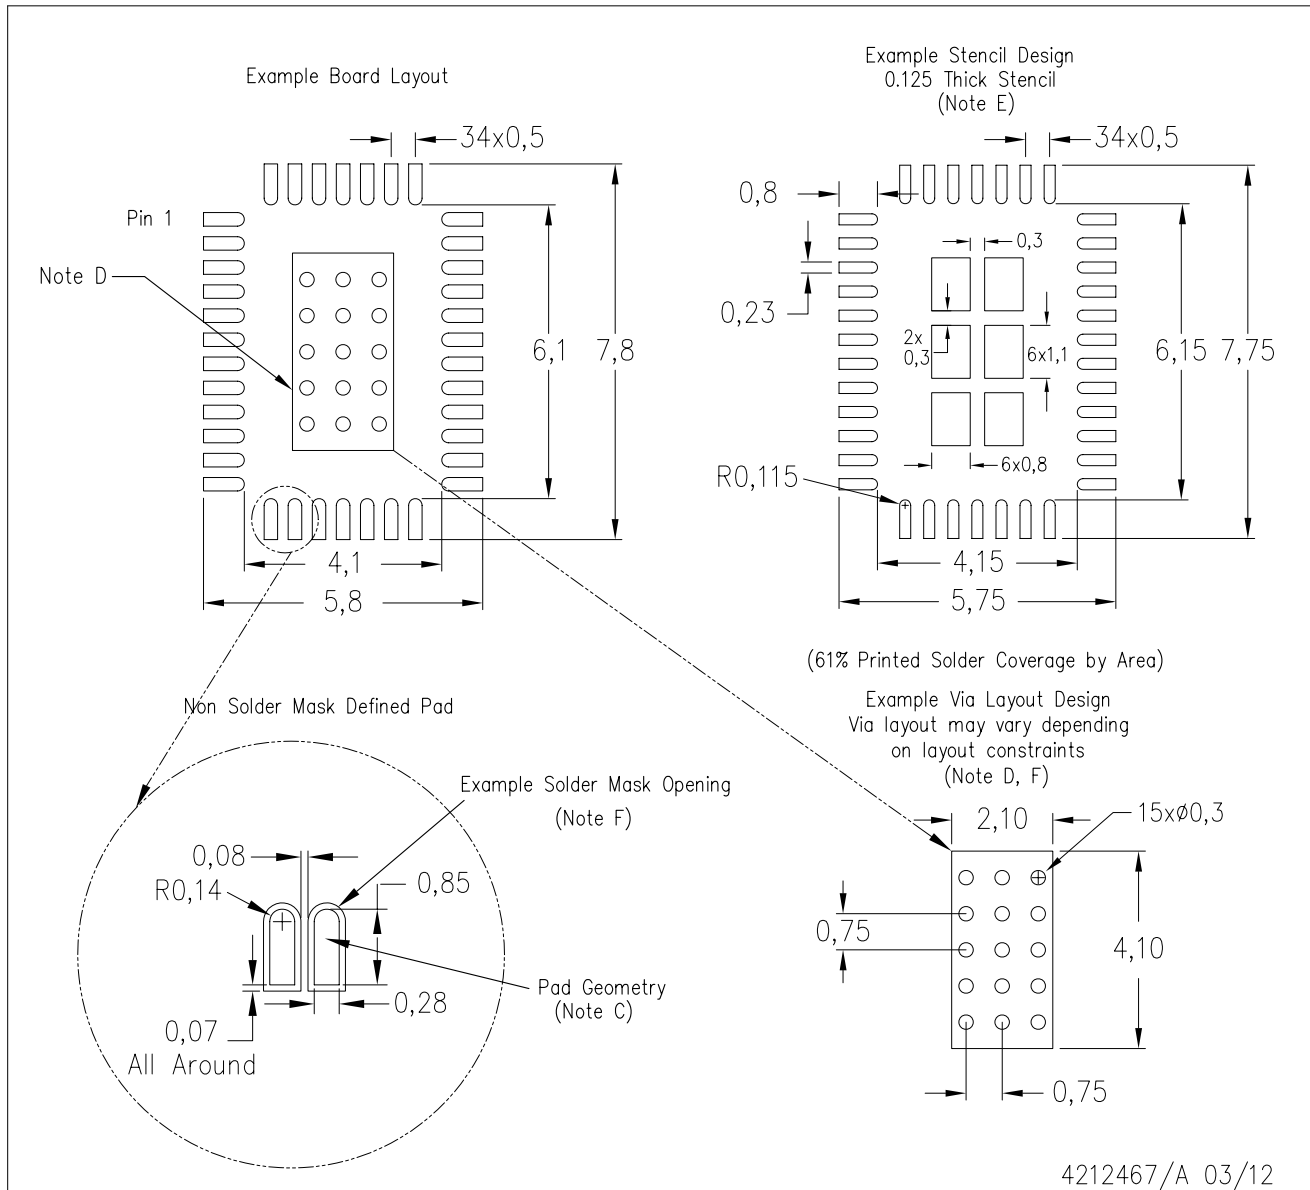 Example Board Layout
34x0,5
Pin 1
Note D
6,1
7,8
4,1
5,8
Example Stencil Design
0.125 Thick Stencil
(Note E)
34x0,5
0,8
0,3
0,23
2x
0,3
6x1,1
6,15
7,75
6x0,8
R0,115
4,15
5,75
(61% Printed Solder Coverage by Area)
Non Solder Mask Defined Pad
Example Solder Mask Opening
(Note F)
0,08
R0,14
0,85
Pad Geometry
(Note C)
0,28
0,07
All Around
Example Via Layout Design
Via layout may vary depending
on layout constraints
(Note D, F)
2,10
15xø0,3
0,75
4,10
0,75
4212467/A 03/12